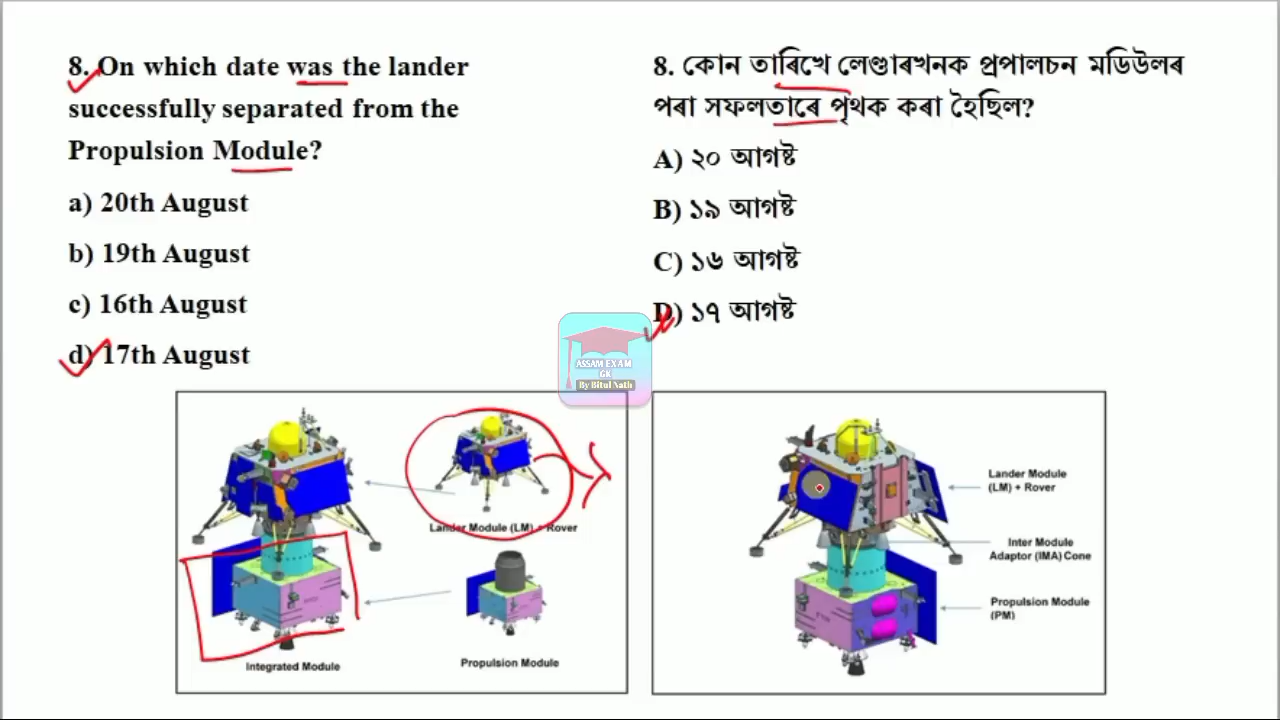 8. On which date was the lander
successfully separated from the
Propulsion Module?
a) 20th August
b) 19th August
c) 16th August
d) 17th August
8. কোন তাৰিখে লেণ্ডাৰখনক প্ৰপালচন মডিউলৰ
পৰা সফলতাৰে পৃথক কৰা হৈছিল?
A) ২০ আগষ্ট
B) ১৯ আগষ্ট
C) ১৬ আগষ্ট
D) ১৭ আগষ্ট
ASSAM EXAM
GK
By Bitul Nath
Lander Module (LM) + Rover
Integrated Module
Propulsion Module
Lander Module
(LM) + Rover
Inter Module
Adaptor (IMA) Cone
Propulsion Module
(PM)